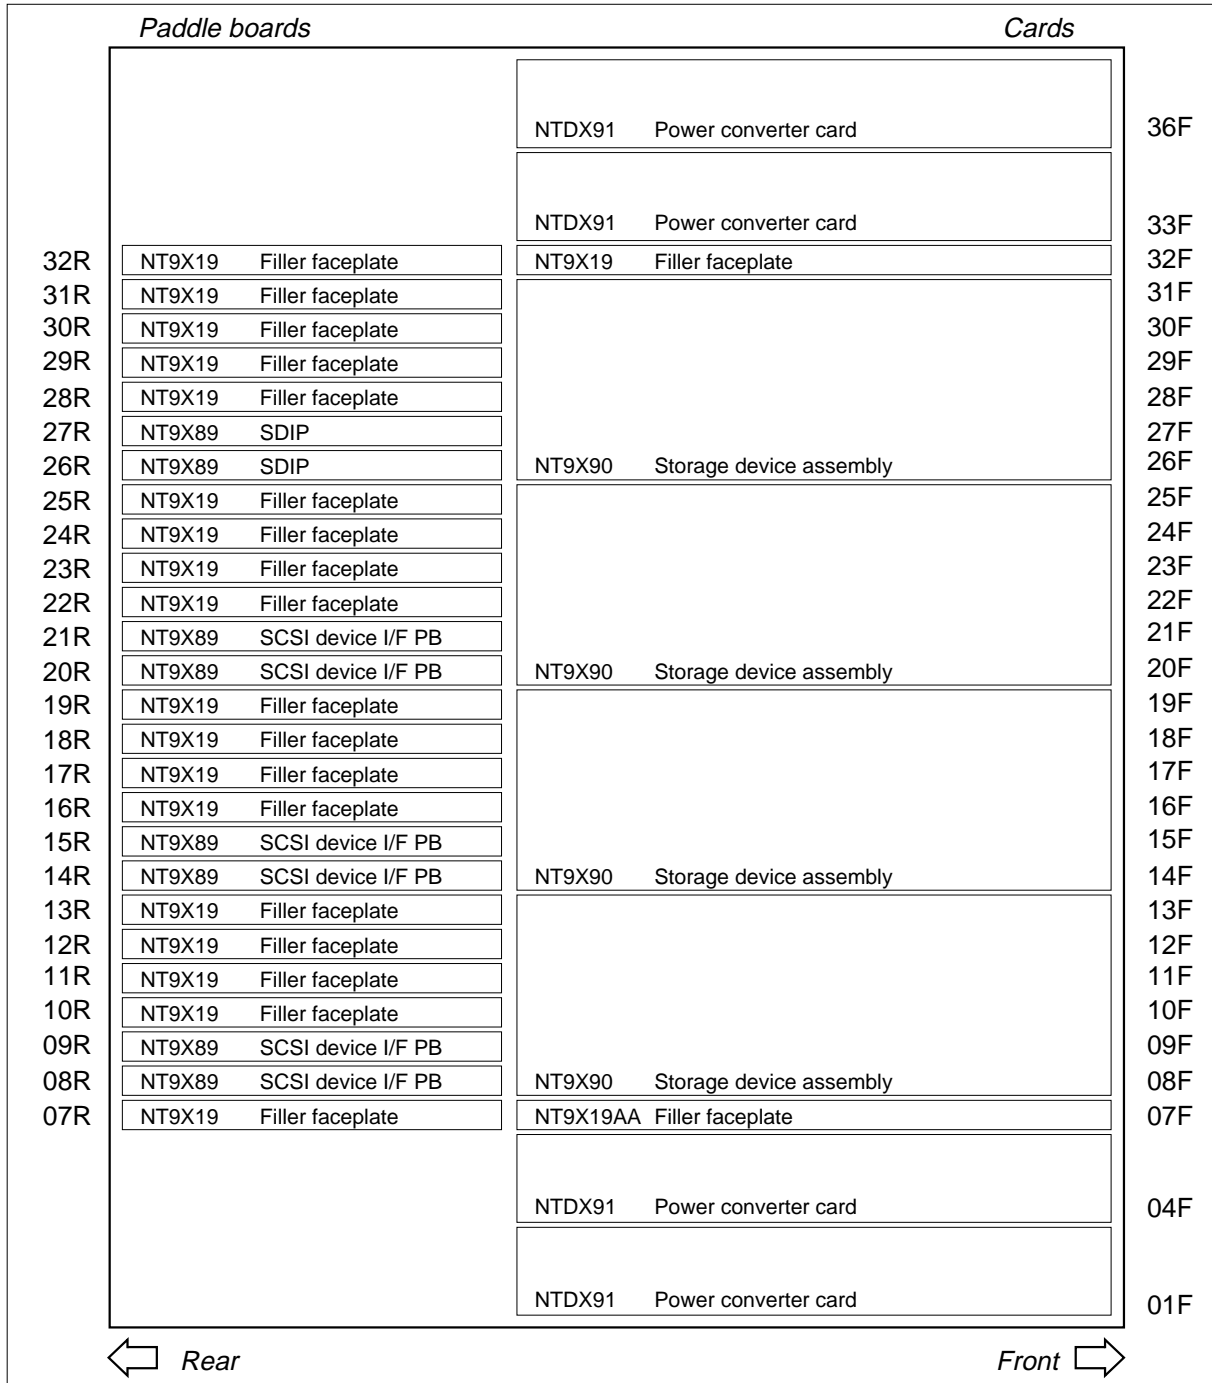 Paddle boards Cards
NTDX91 Power converter card 36F
NTDX91 Power converter card 33F
32R NT9X19 Filler faceplate NT9X19 Filler faceplate 32F
31R NT9X19 Filler faceplate 31F
30R NT9X19 Filler faceplate 30F
29R NT9X19 Filler faceplate 29F
28R NT9X19 Filler faceplate 28F
27R NT9X89 SDIP 27F
26R NT9X89 SDIP NT9X90 Storage device assembly 26F
25R NT9X19 Filler faceplate 25F
24R NT9X19 Filler faceplate 24F
23R NT9X19 Filler faceplate 23F
22R NT9X19 Filler faceplate 22F
21R NT9X89 SCSI device I/F PB 21F
20R NT9X89 SCSI device I/F PB NT9X90 Storage device assembly 20F
19R NT9X19 Filler faceplate 19F
18R NT9X19 Filler faceplate 18F
17R NT9X19 Filler faceplate 17F
16R NT9X19 Filler faceplate 16F
15R NT9X89 SCSI device I/F PB 15F
14R NT9X89 SCSI device I/F PB NT9X90 Storage device assembly 14F
13R NT9X19 Filler faceplate 13F
12R NT9X19 Filler faceplate 12F
11R NT9X19 Filler faceplate 11F
10R NT9X19 Filler faceplate 10F
09R NT9X89 SCSI device I/F PB 09F
08R NT9X89 SCSI device I/F PB NT9X90 Storage device assembly 08F
07R NT9X19 Filler faceplate NT9X19AA Filler faceplate 07F
NTDX91 Power converter card 04F
NTDX91 Power converter card 01F
Rear Front